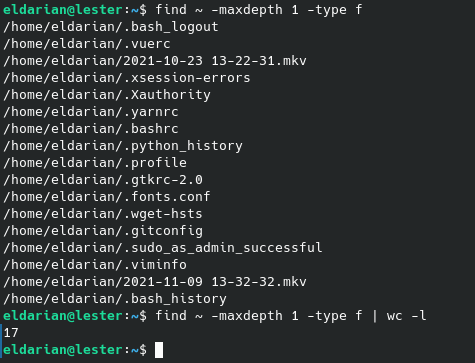 eldarian@lester:~$ find ~ -maxdepth 1 -type f
/home/eldarian/.bash_logout
/home/eldarian/.vuerc
/home/eldarian/2021-10-23 13-22-31.mkv
/home/eldarian/.xsession-errors
/home/eldarian/.Xauthority
/home/eldarian/.yarnrc
/home/eldarian/.bashrc
/home/eldarian/.python_history
/home/eldarian/.profile
/home/eldarian/.gtkrc-2.0
/home/eldarian/.fonts.conf
/home/eldarian/.wget-hsts
/home/eldarian/.gitconfig
/home/eldarian/.sudo_as_admin_successful
/home/eldarian/.viminfo
/home/eldarian/2021-11-09 13-32-32.mkv
/home/eldarian/.bash_history
eldarian@lester:~$ find ~ -maxdepth 1 -type f | wc -l
17
eldarian@lester:~$